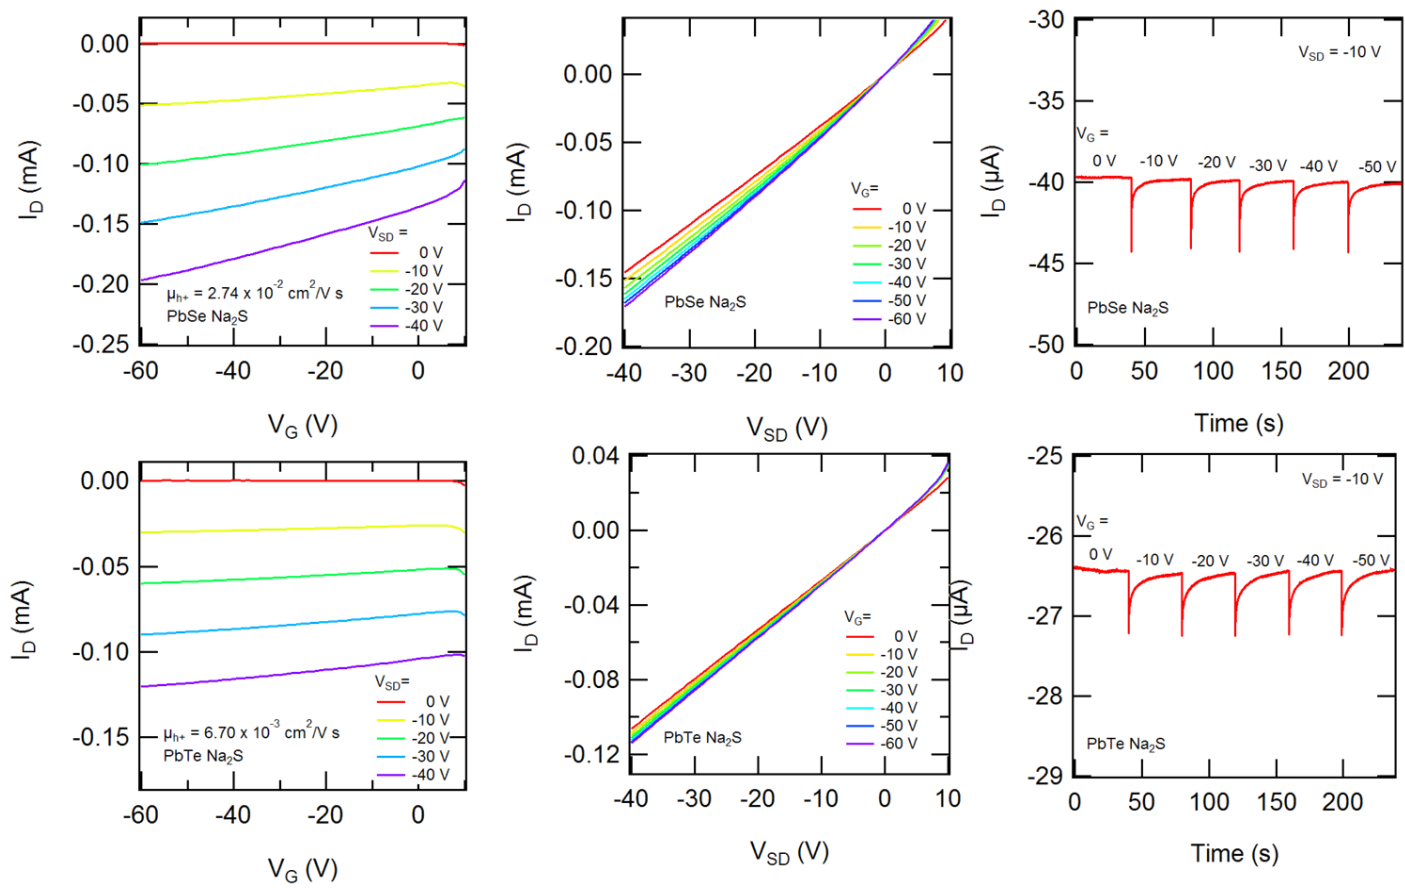 0.00
-0.05
-0.10
-0.15
-0.20
-0.25
I_D (mA)
V_SD =
0 V
-10 V
-20 V
-30 V
-40 V
μ_h+ = 2.74 x 10^-2 cm^2/V s
PbSe Na₂S
-60 -40 -20 0
V_G (V)
0.00
-0.05
-0.10
-0.15
-0.20
I_D (mA)
V_G=
0 V
-10 V
-20 V
-30 V
-40 V
-50 V
-60 V
PbSe Na₂S
-40 -30 -20 -10 0 10
V_SD (V)
-30
-35
-40
-45
-50
I_D (μA)
V_SD = -10 V
V_G =
0 V -10 V -20 V -30 V -40 V -50 V
PbSe Na₂S
0 50 100 150 200
Time (s)
0.00
-0.05
-0.10
-0.15
I_D (mA)
V_SD=
0 V
-10 V
-20 V
-30 V
-40 V
μ_h+ = 6.70 x 10^-3 cm^2/V s
PbTe Na₂S
-60 -40 -20 0
V_G (V)
0.04
0.00
-0.04
-0.08
-0.12
I_D (mA)
V_G=
0 V
-10 V
-20 V
-30 V
-40 V
-50 V
-60 V
PbTe Na₂S
-40 -30 -20 -10 0 10
V_SD (V)
-25
-26
-27
-28
-29
I_D (μA)
V_SD = -10 V
V_G =
0 V -10 V -20 V -30 V -40 V -50 V
PbTe Na₂S
0 50 100 150 200
Time (s)